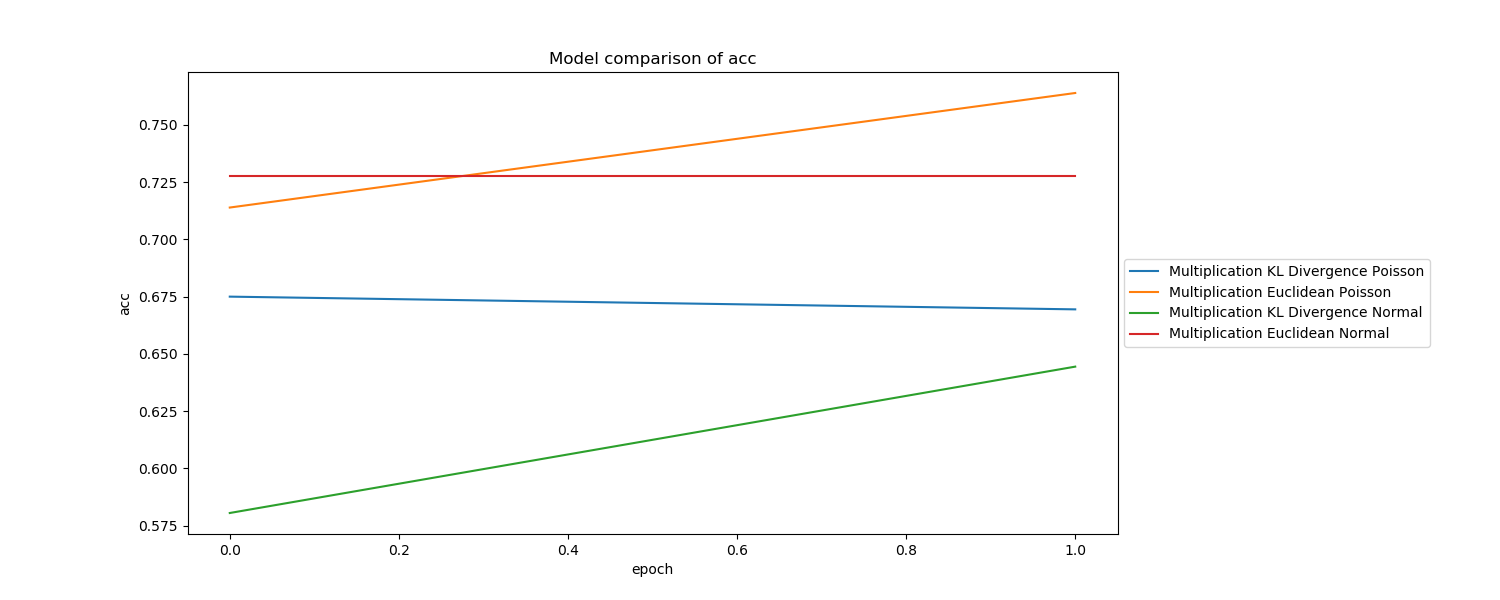 Model comparison of acc
0.750
0.725
0.700
0.675
0.650
0.625
0.600
0.575
acc
0.0 0.2 0.4 0.6 0.8 1.0
epoch
Multiplication KL Divergence Poisson
Multiplication Euclidean Poisson
Multiplication KL Divergence Normal
Multiplication Euclidean Normal